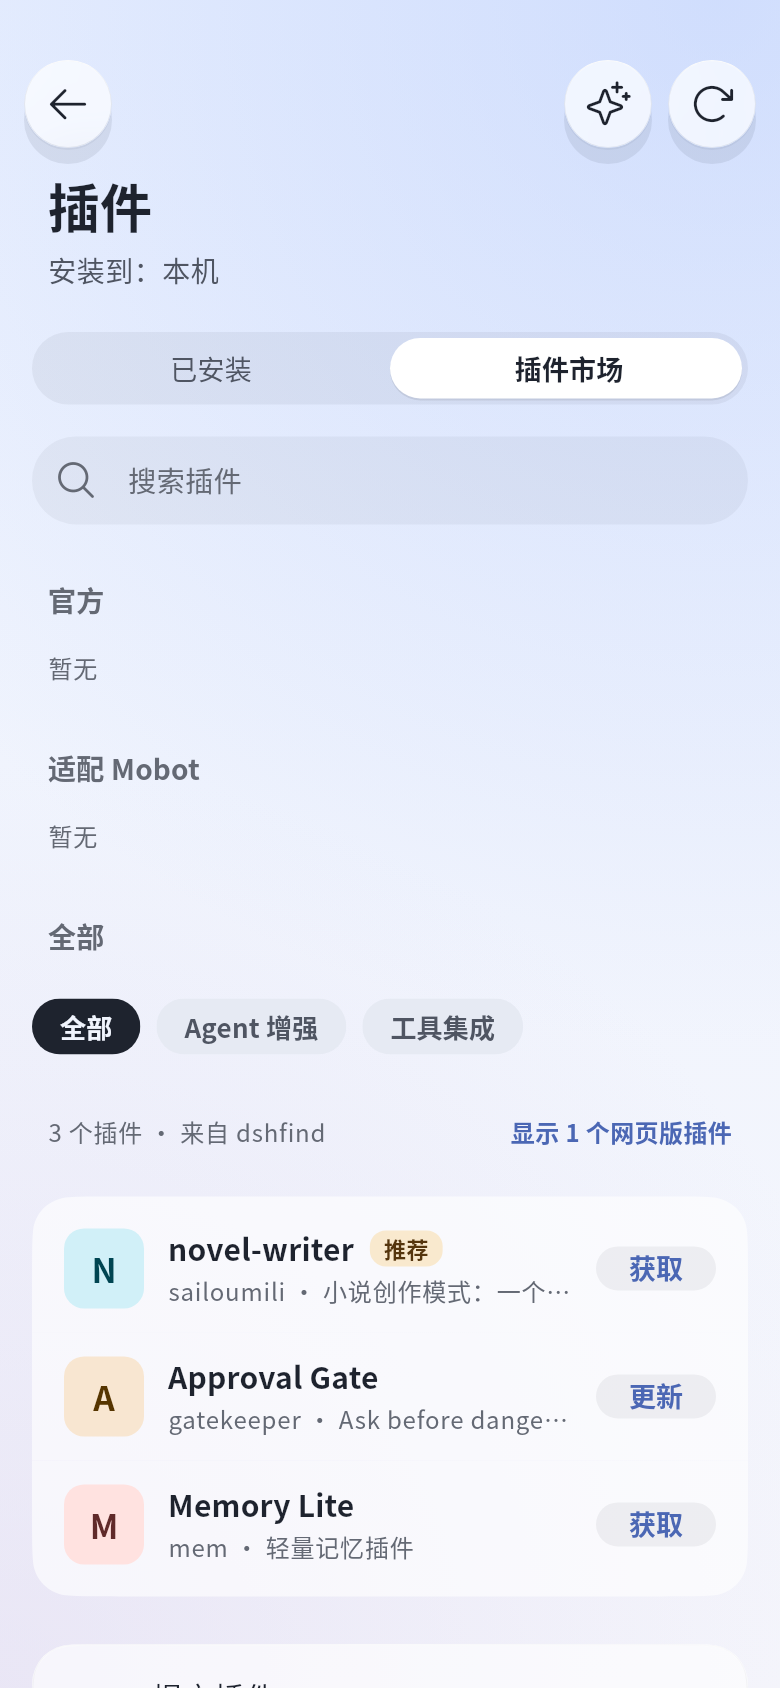 插件
安装到：本机
已安装
插件市场
搜索插件
官方
暂无
适配 Mobot
暂无
全部
全部
Agent 增强
工具集成
3 个插件 · 来自 dshfind
显示 1 个网页版插件
N
novel-writer
推荐
sailoumili · 小说创作模式：一个…
获取
A
Approval Gate
gatekeeper · Ask before dange…
更新
M
Memory Lite
mem · 轻量记忆插件
获取